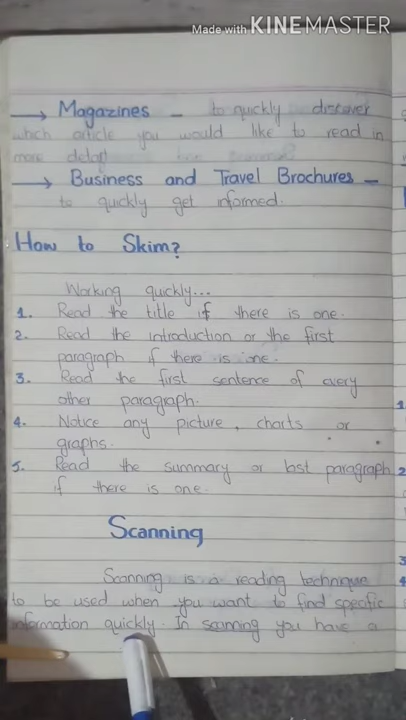 Made with KINEMASTER
→ Magazines - to quickly discover
which article you would like to read in
more detail
→ Business and Travel Brochures -
to quickly get informed.
How to Skim?
Working quickly...
1. Read the title if there is one.
2. Read the introduction or the first
paragraph if there is one.
3. Read the first sentence of every
other paragraph.
4. Notice any picture, charts or
graphs.
5. Read the summary or last paragraph
if there is one.
Scanning
Scanning is a reading technique
to be used when you want to find specific
information quickly. In scanning you have a